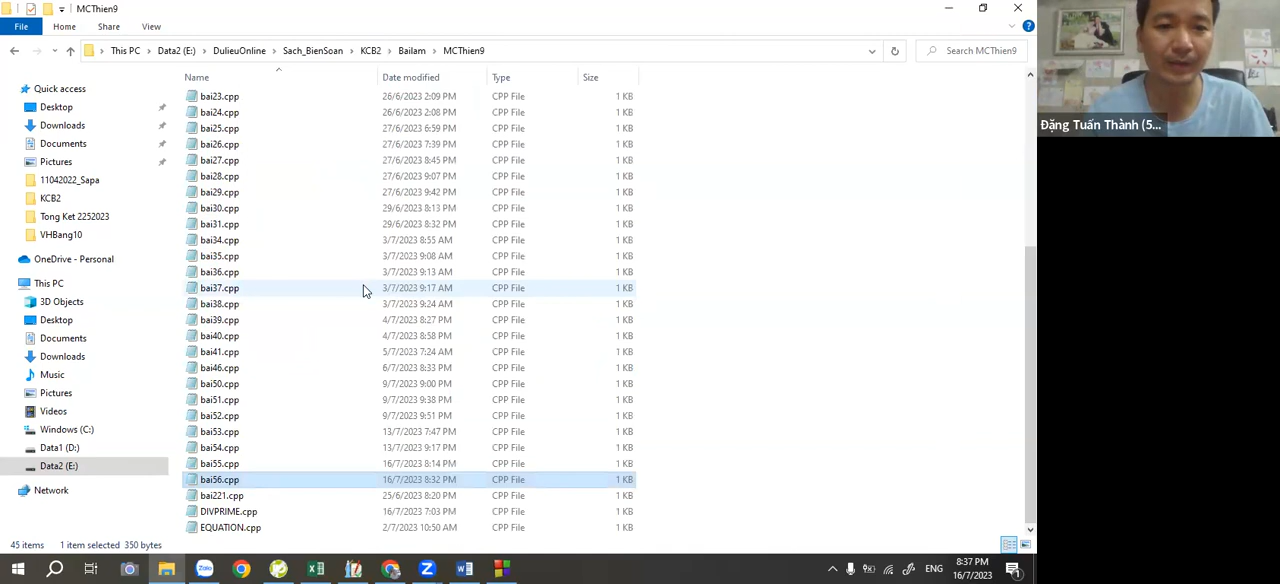 MCThien9
File Home Share View
This PC > Data2 (E:) > DulieuOnline > Sach_BienSoan > KCB2 > Bailam > MCThien9
Search MCThien9
Name Date modified Type Size
Quick access
Desktop
Downloads
Documents
Pictures
11042022_Sapa
KCB2
Tong Ket 2252023
VHBang10
OneDrive - Personal
This PC
3D Objects
Desktop
Documents
Downloads
Music
Pictures
Videos
Windows (C:)
Data1 (D:)
Data2 (E:)
Network
bai23.cpp 26/6/2023 2:09 PM CPP File 1 KB
bai24.cpp 26/6/2023 2:08 PM CPP File 1 KB
bai25.cpp 27/6/2023 6:59 PM CPP File 1 KB
bai26.cpp 27/6/2023 7:39 PM CPP File 1 KB
bai27.cpp 27/6/2023 8:45 PM CPP File 1 KB
bai28.cpp 27/6/2023 9:07 PM CPP File 1 KB
bai29.cpp 27/6/2023 9:42 PM CPP File 1 KB
bai30.cpp 29/6/2023 8:13 PM CPP File 1 KB
bai31.cpp 29/6/2023 8:32 PM CPP File 1 KB
bai34.cpp 3/7/2023 8:55 AM CPP File 1 KB
bai35.cpp 3/7/2023 9:08 AM CPP File 1 KB
bai36.cpp 3/7/2023 9:13 AM CPP File 1 KB
bai37.cpp 3/7/2023 9:17 AM CPP File 1 KB
bai38.cpp 3/7/2023 9:24 AM CPP File 1 KB
bai39.cpp 4/7/2023 8:27 PM CPP File 1 KB
bai40.cpp 4/7/2023 8:58 PM CPP File 1 KB
bai41.cpp 5/7/2023 7:24 AM CPP File 1 KB
bai46.cpp 6/7/2023 8:33 PM CPP File 1 KB
bai50.cpp 9/7/2023 9:00 PM CPP File 1 KB
bai51.cpp 9/7/2023 9:38 PM CPP File 1 KB
bai52.cpp 9/7/2023 9:51 PM CPP File 1 KB
bai53.cpp 13/7/2023 7:47 PM CPP File 1 KB
bai54.cpp 13/7/2023 9:17 PM CPP File 1 KB
bai55.cpp 16/7/2023 8:14 PM CPP File 1 KB
bai56.cpp 16/7/2023 8:32 PM CPP File 1 KB
bai221.cpp 25/6/2023 8:20 PM CPP File 1 KB
DIVPRIME.cpp 16/7/2023 7:03 PM CPP File 1 KB
EQUATION.cpp 2/7/2023 10:50 AM CPP File 1 KB
45 items 1 item selected 350 bytes
Zalo
ENG
8:37 PM
16/7/2023
Đặng Tuấn Thành (5...